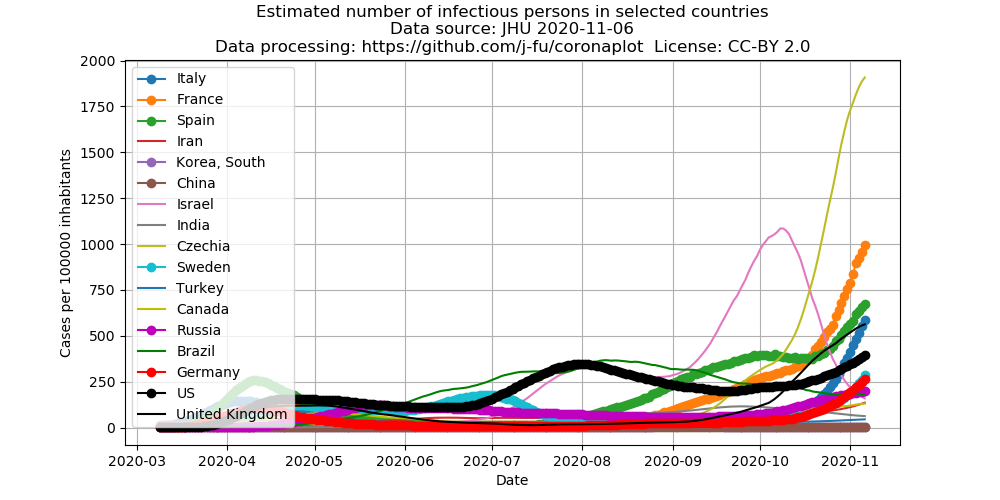 Estimated number of infectious persons in selected countries
Data source: JHU 2020-11-06
Data processing: https://github.com/j-fu/coronaplot  License: CC-BY 2.0
Cases per 100000 inhabitants
2000
1750
1500
1250
1000
750
500
250
0
Italy
France
Spain
Iran
Korea, South
China
Israel
India
Czechia
Sweden
Turkey
Canada
Russia
Brazil
Germany
US
United Kingdom
2020-03 2020-04 2020-05 2020-06 2020-07 2020-08 2020-09 2020-10 2020-11
Date